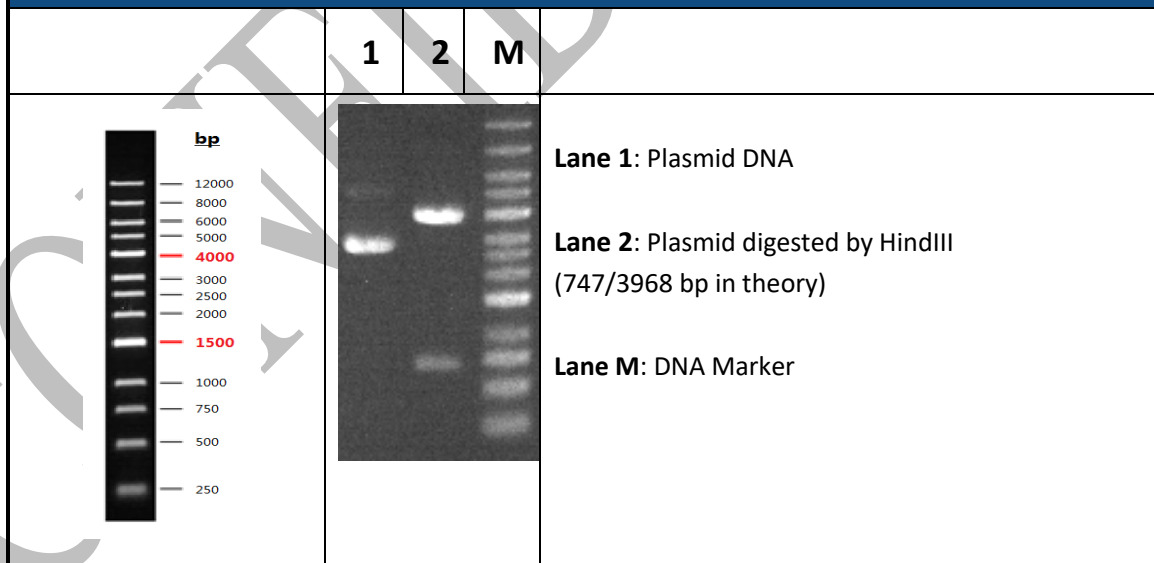 1 2 M
bp
12000
8000
6000
5000
4000
3000
2500
2000
1500
1000
750
500
250
Lane 1: Plasmid DNA
Lane 2: Plasmid digested by HindIII
(747/3968 bp in theory)
Lane M: DNA Marker